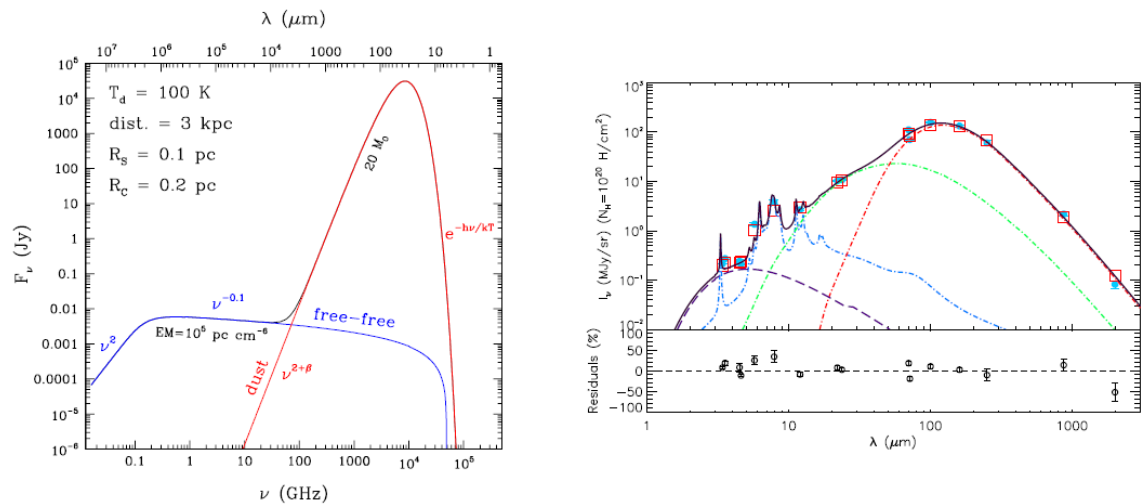 λ (μm)
10⁷ 10⁶ 10⁵ 10⁴ 1000 100 10 1
T_d = 100 K
dist. = 3 kpc
R_S = 0.1 pc
R_C = 0.2 pc
20 M_⊙
e^{-hν/kT}
ν^{-0.1}
free-free
ν²
EM=10⁵ pc cm⁻⁶
dust
ν^{2+β}
F_ν (Jy)
10⁵
10⁴
1000
100
10
1
0.1
0.01
0.001
0.0001
10⁻⁵
10⁻⁶
0.1 1 10 100 1000 10⁴ 10⁵
ν (GHz)
I_ν (MJy/sr) (N_H=10²⁰ H/cm²)
10²
10¹
10⁰
10⁻¹
10⁻²
Residuals (%)
100
50
0
-50
-100
1 10 100 1000
λ (μm)